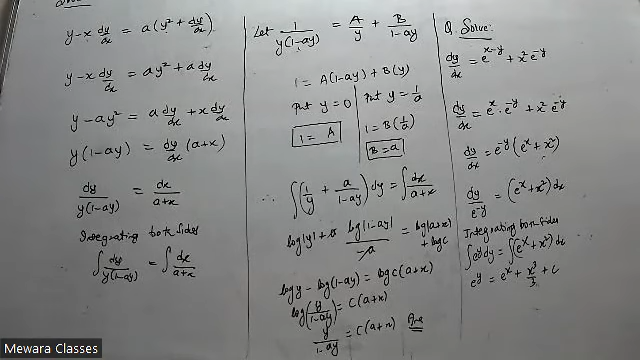 y-x dy/dx = a(y²+dy/dx)
y-x dy/dx = ay²+a dy/dx
y-ay² = a dy/dx + x dy/dx
y(1-ay) = dy/dx (a+x)
dy/y(1-ay) = dx/a+x
Integrating both sides
∫ dy/y(1-ay) = ∫ dx/a+x
Let 1/y(1-ay) = A/y + B/1-ay
1 = A(1-ay) + B(y)
Put y=0
1 = A
Put y = 1/a
1 = B(1/a)
B=a
∴ ∫(1/y + a/1-ay) dy = ∫ dx/a+x
log|y| + a log|1-ay|/-a = log(a+x) + log c
log y - log(1-ay) = log c(a+x)
log(y/1-ay) = c(a+x)
y/1-ay = c(a+x) Ans
Q. Solve:
dy/dx = e^x-y + x² e^-y
dy/dx = e^x . e^-y + x² e^-y
dy/dx = e^-y (e^x + x²)
dy/e^-y = (e^x + x²) dx
Integrating both sides
∫e^y dy = ∫(e^x + x²) dx
e^y = e^x + x³/3 + c
Mewara Classes